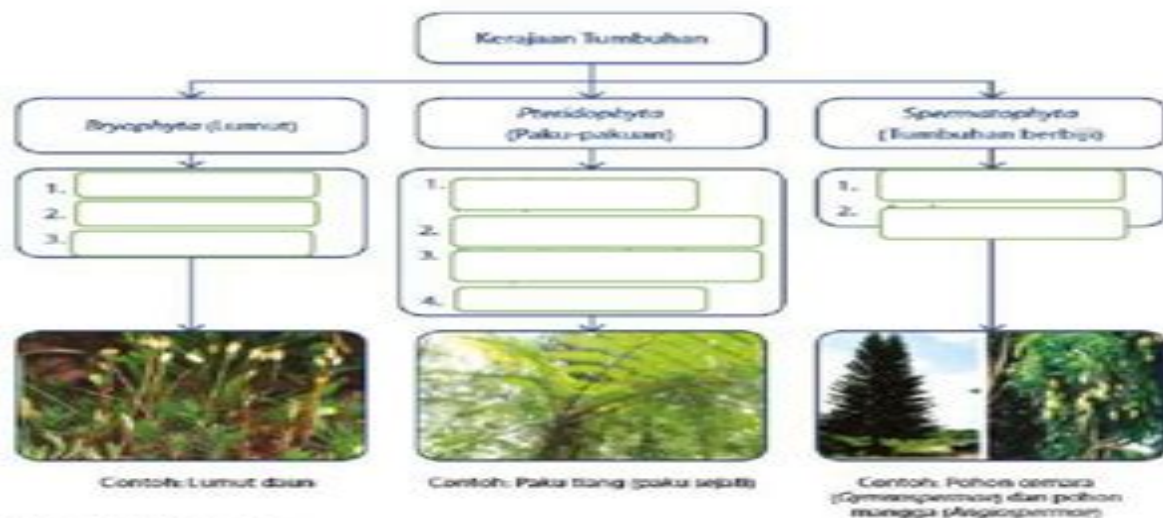 Kerajaan Tumbuhan
Bryophyta (Lumut)
Pteridophyta
(Paku-pakuan)
Spermatophyta
(Tumbuhan berbiji)
1.
2.
3.
1.
2.
3.
4.
1.
2.
Contoh: Lumut daun
Contoh: Paku tiang (paku sejati)
Contoh: Pohon cemara
(Gymnospermae) dan pohon
mangga (Angiospermae)